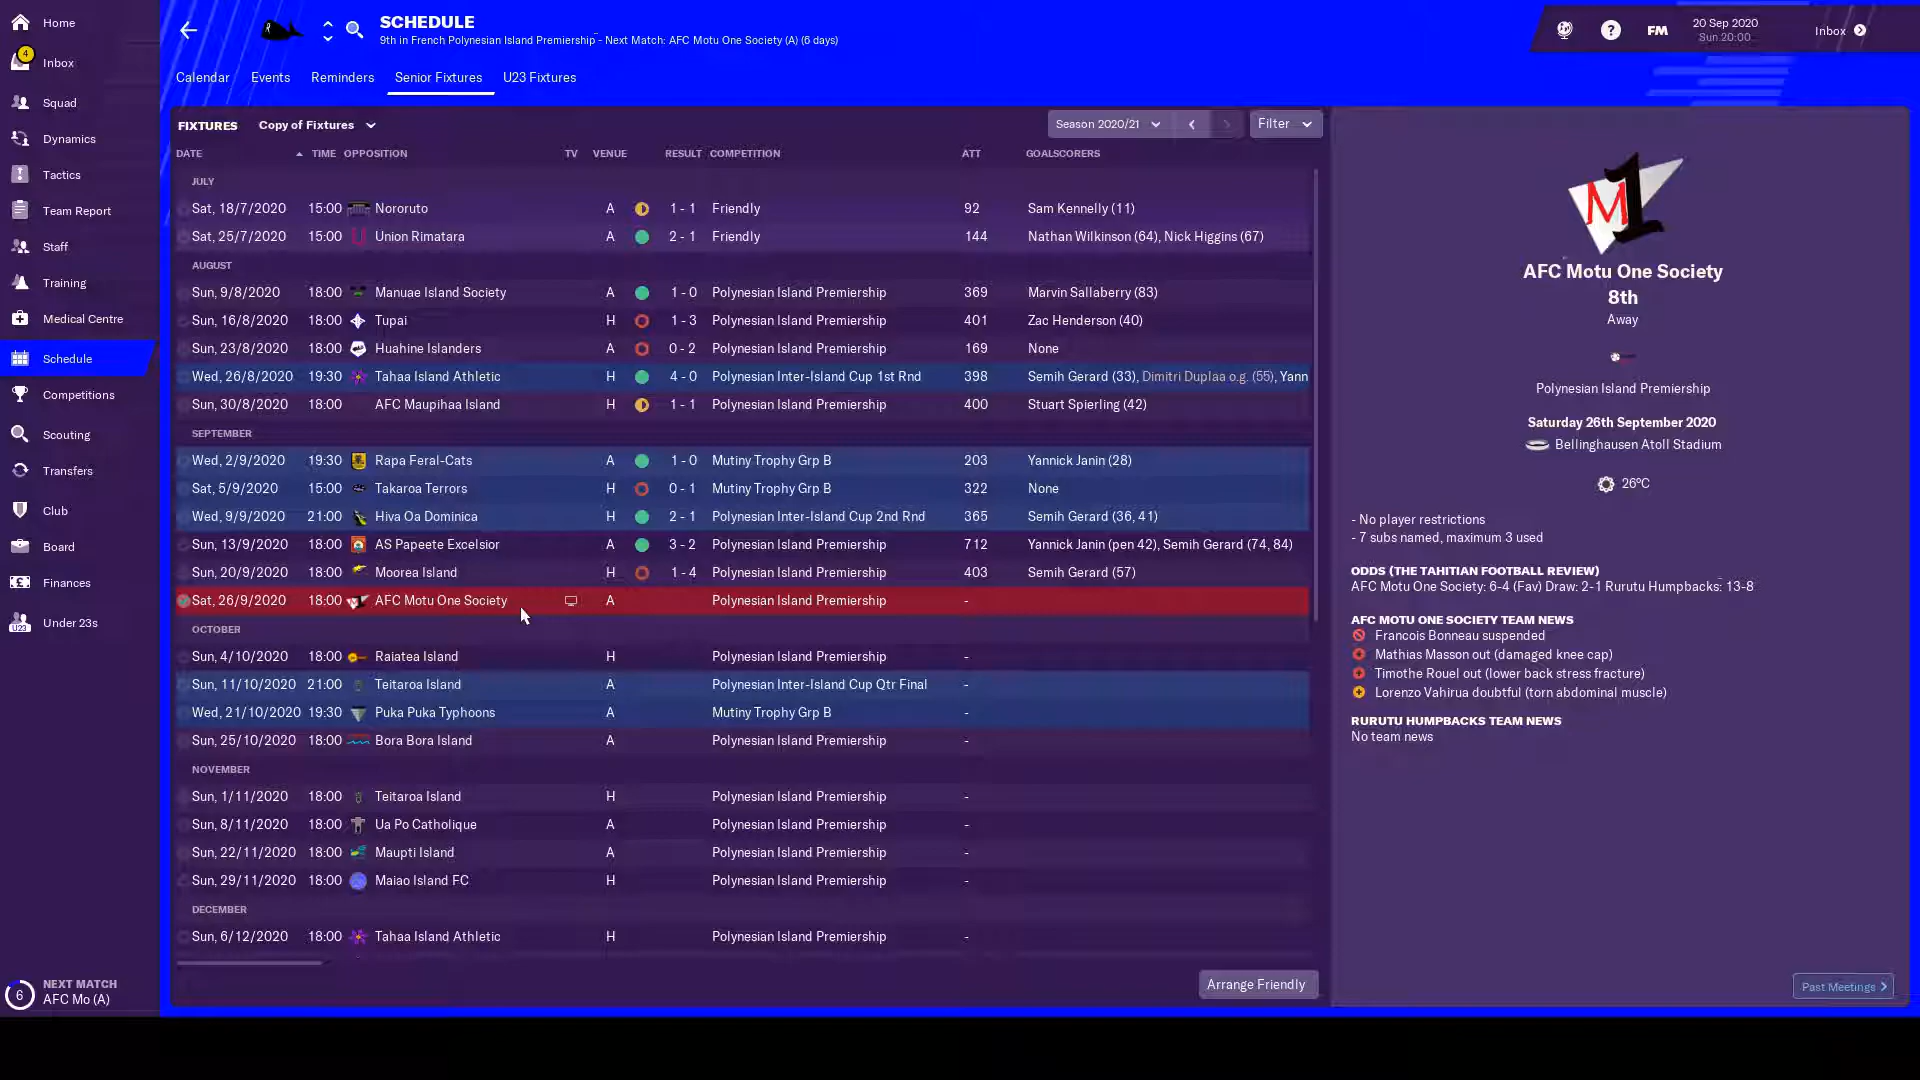 Home
4
Inbox
Squad
Dynamics
Tactics
Team Report
Staff
Training
Medical Centre
Schedule
Competitions
Scouting
Transfers
Club
Board
Finances
U23 Under 23s
6 NEXT MATCH
AFC Mo (A)
SCHEDULE
9th in French Polynesian Island Premiership - Next Match: AFC Motu One Society (A) (6 days)
? FM 20 Sep 2020 Inbox
Sun 20:00
Calendar Events Reminders Senior Fixtures U23 Fixtures
FIXTURES Copy of Fixtures Season 2020/21 Filter
DATE TIME OPPOSITION TV VENUE RESULT COMPETITION ATT GOALSCORERS
JULY
Sat, 18/7/2020 15:00 Nororuto A 1 - 1 Friendly 92 Sam Kennelly (11)
Sat, 25/7/2020 15:00 Union Rimatara A 2 - 1 Friendly 144 Nathan Wilkinson (64), Nick Higgins (67)
AUGUST
Sun, 9/8/2020 18:00 Manuae Island Society A 1 - 0 Polynesian Island Premiership 369 Marvin Sallaberry (83)
Sun, 16/8/2020 18:00 Tupai H 1 - 3 Polynesian Island Premiership 401 Zac Henderson (40)
Sun, 23/8/2020 18:00 Huahine Islanders A 0 - 2 Polynesian Island Premiership 169 None
Wed, 26/8/2020 19:30 Tahaa Island Athletic H 4 - 0 Polynesian Inter-Island Cup 1st Rnd 398 Semih Gerard (33), Dimitri Duplaa o.g. (55), Yann
Sun, 30/8/2020 18:00 AFC Maupihaa Island H 1 - 1 Polynesian Island Premiership 400 Stuart Spierling (42)
SEPTEMBER
Wed, 2/9/2020 19:30 Rapa Feral-Cats A 1 - 0 Mutiny Trophy Grp B 203 Yannick Janin (28)
Sat, 5/9/2020 15:00 Takaroa Terrors H 0 - 1 Mutiny Trophy Grp B 322 None
Wed, 9/9/2020 21:00 Hiva Oa Dominica H 2 - 1 Polynesian Inter-Island Cup 2nd Rnd 365 Semih Gerard (36, 41)
Sun, 13/9/2020 18:00 AS Papeete Excelsior A 3 - 2 Polynesian Island Premiership 712 Yannick Janin (pen 42), Semih Gerard (74, 84)
Sun, 20/9/2020 18:00 Moorea Island H 1 - 4 Polynesian Island Premiership 403 Semih Gerard (57)
Sat, 26/9/2020 18:00 AFC Motu One Society A Polynesian Island Premiership -
OCTOBER
Sun, 4/10/2020 18:00 Raiatea Island H Polynesian Island Premiership -
Sun, 11/10/2020 21:00 Teitaroa Island A Polynesian Inter-Island Cup Qtr Final -
Wed, 21/10/2020 19:30 Puka Puka Typhoons A Mutiny Trophy Grp B -
Sun, 25/10/2020 18:00 Bora Bora Island A Polynesian Island Premiership -
NOVEMBER
Sun, 1/11/2020 18:00 Teitaroa Island H Polynesian Island Premiership -
Sun, 8/11/2020 18:00 Ua Po Catholique A Polynesian Island Premiership -
Sun, 22/11/2020 18:00 Maupti Island A Polynesian Island Premiership -
Sun, 29/11/2020 18:00 Maiao Island FC H Polynesian Island Premiership -
DECEMBER
Sun, 6/12/2020 18:00 Tahaa Island Athletic H Polynesian Island Premiership -
Arrange Friendly
M1
AFC Motu One Society
8th
Away
Polynesian Island Premiership
Saturday 26th September 2020
Bellinghausen Atoll Stadium
26°C
- No player restrictions
- 7 subs named, maximum 3 used
ODDS (THE TAHITIAN FOOTBALL REVIEW)
AFC Motu One Society: 6-4 (Fav) Draw: 2-1 Rurutu Humpbacks: 13-8
AFC MOTU ONE SOCIETY TEAM NEWS
Francois Bonneau suspended
Mathias Masson out (damaged knee cap)
Timothe Rouel out (lower back stress fracture)
Lorenzo Vahirua doubtful (torn abdominal muscle)
RURUTU HUMPBACKS TEAM NEWS
No team news
Past Meetings